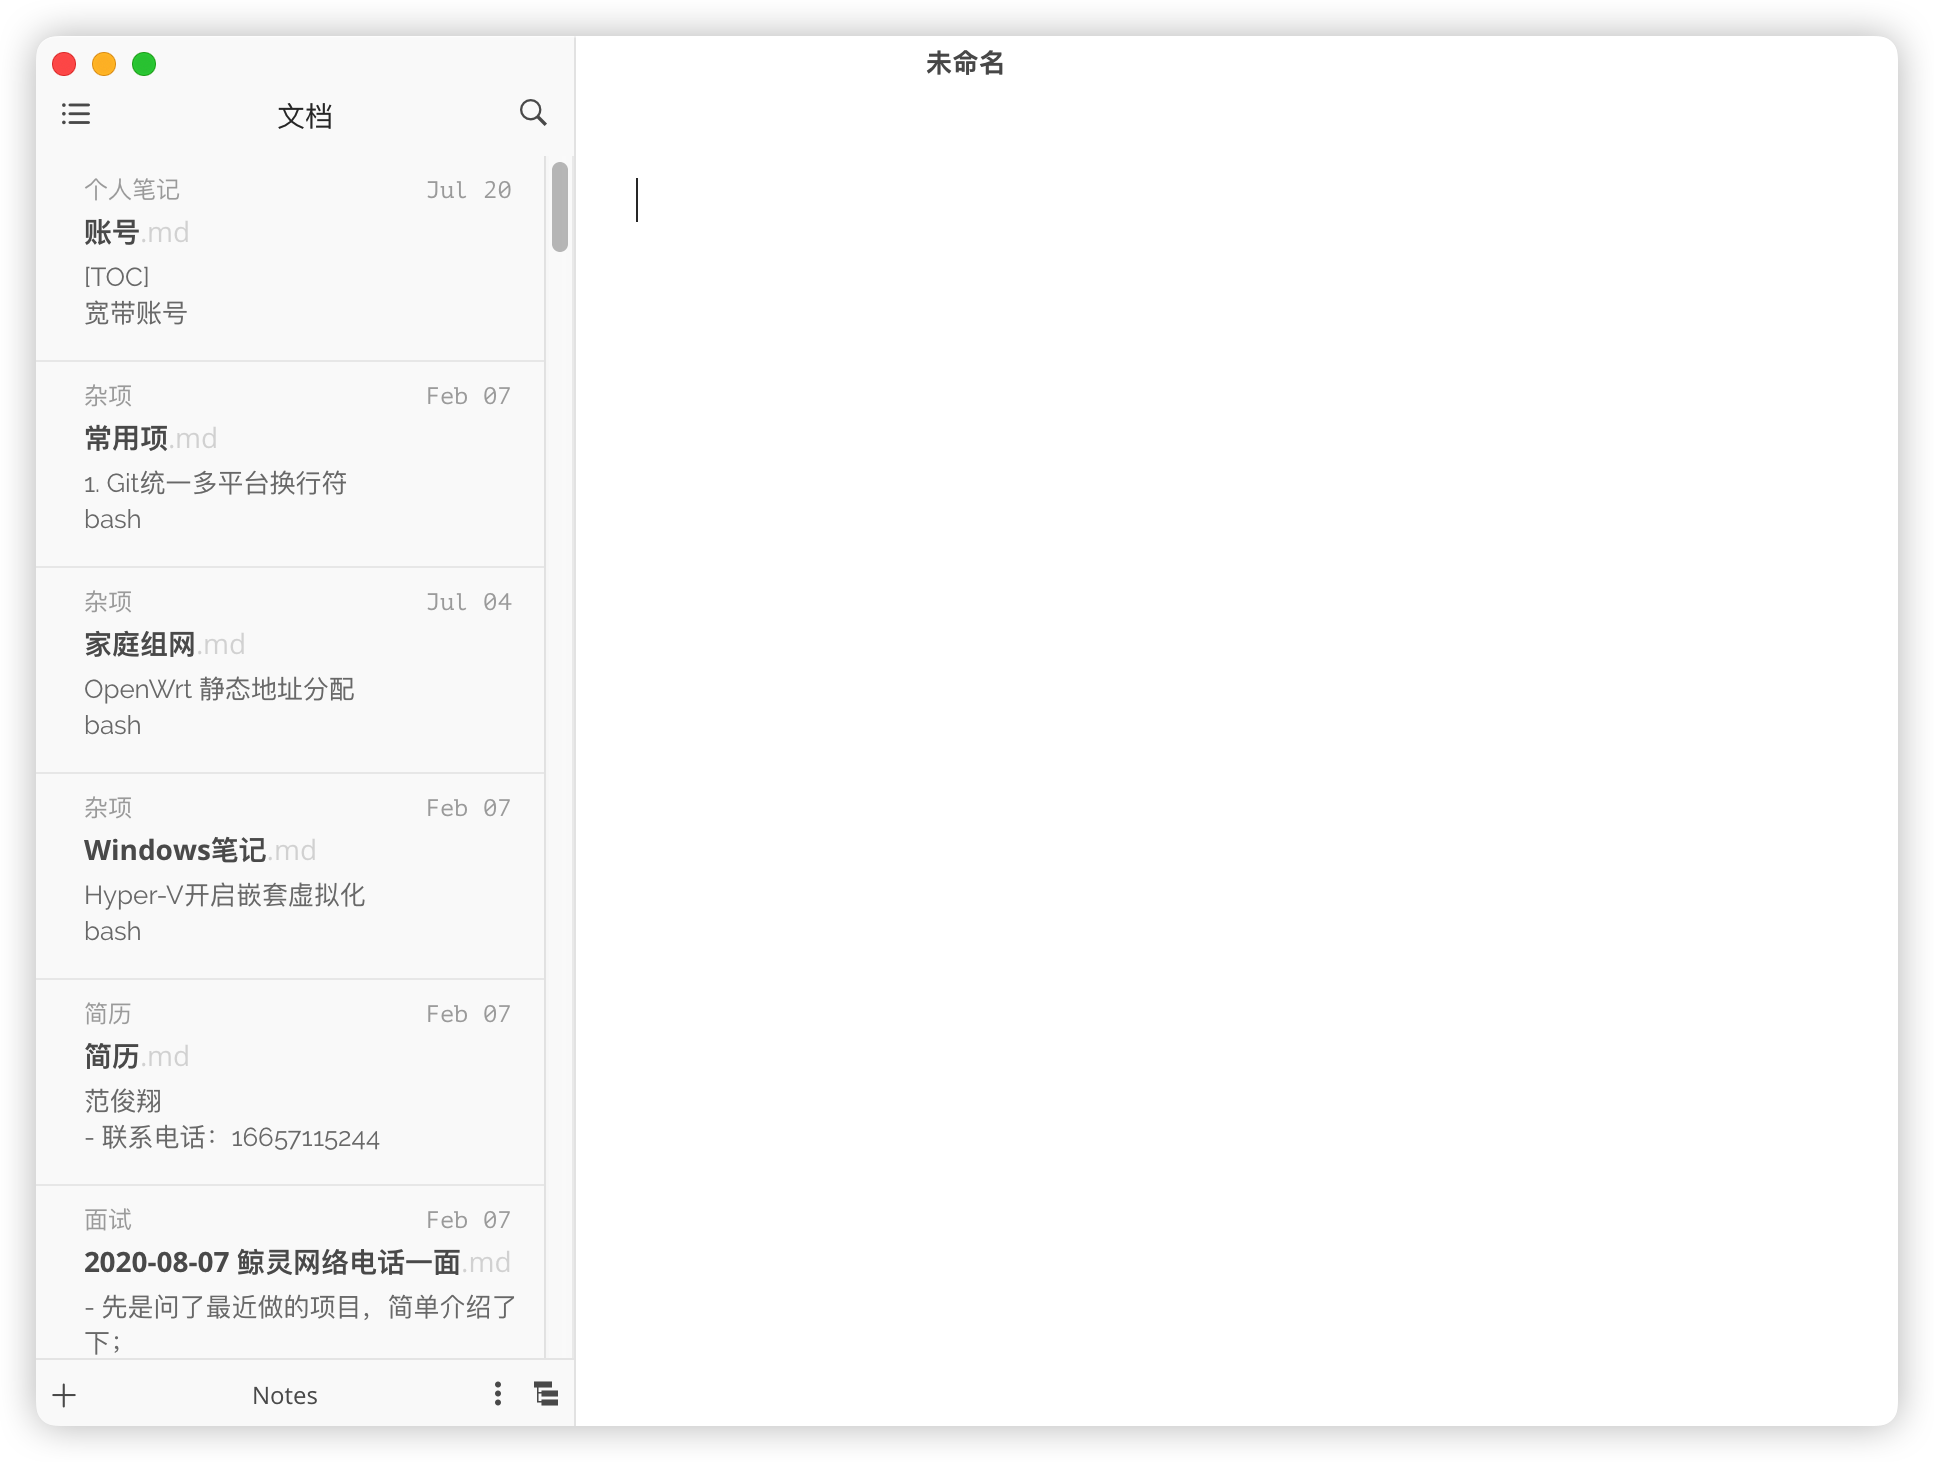 未命名
文档
个人笔记 Jul 20
账号.md
[TOC]
宽带账号
杂项 Feb 07
常用项.md
1. Git统一多平台换行符
bash
杂项 Jul 04
家庭组网.md
OpenWrt 静态地址分配
bash
杂项 Feb 07
Windows笔记.md
Hyper-V开启嵌套虚拟化
bash
简历 Feb 07
简历.md
范俊翔
- 联系电话：16657115244
面试 Feb 07
2020-08-07 鲸灵网络电话一面.md
- 先是问了最近做的项目，简单介绍了
下；
Notes